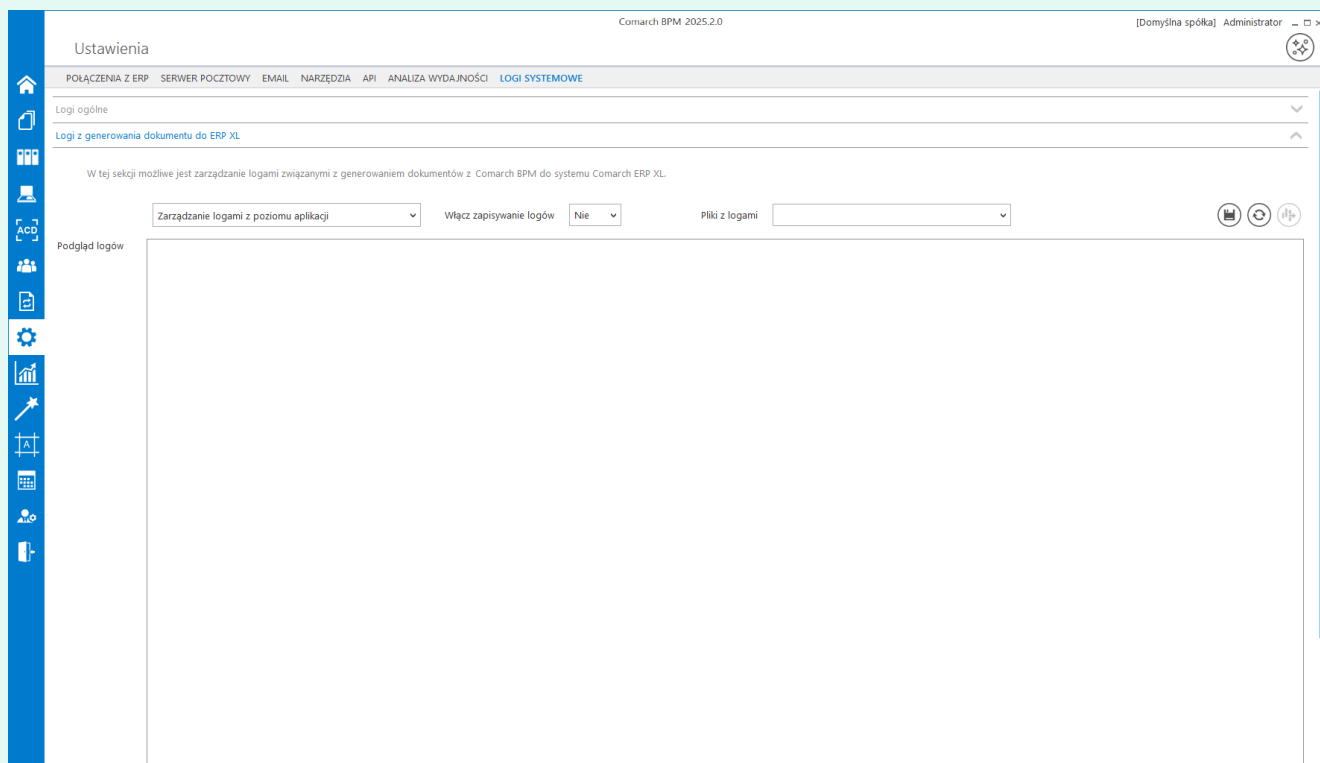 Comarch BPM 2025.2.0
[Domyślna spółka] Administrator
Ustawienia
POŁĄCZENIA Z ERP SERWER POCZTOWY EMAIL NARZĘDZIA API ANALIZA WYDAJNOŚCI LOGI SYSTEMOWE
Logi ogólne
Logi z generowania dokumentu do ERP XL
W tej sekcji możliwe jest zarządzanie logami związanymi z generowaniem dokumentów z Comarch BPM do systemu Comarch ERP XL.
Zarządzanie logami z poziomu aplikacji Włącz zapisywanie logów Nie Pliki z logami
Podgląd logów
ACD
A